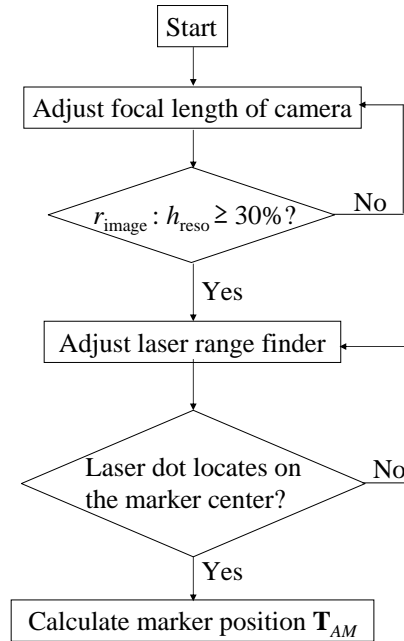 Start
Adjust focal length of camera
r_image : h_reso ≥ 30% ?
No
Yes
Adjust laser range finder
Laser dot locates on
the marker center?
No
Yes
Calculate marker position T_AM